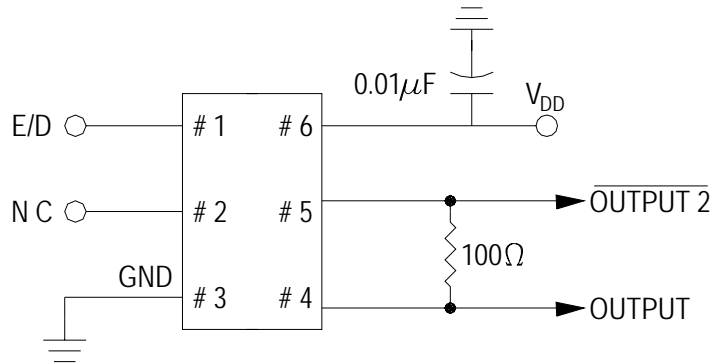 0.01μF
V_DD
E/D
# 1
# 6
N C
# 2
# 5
OUTPUT 2
100Ω
GND
# 3
# 4
OUTPUT